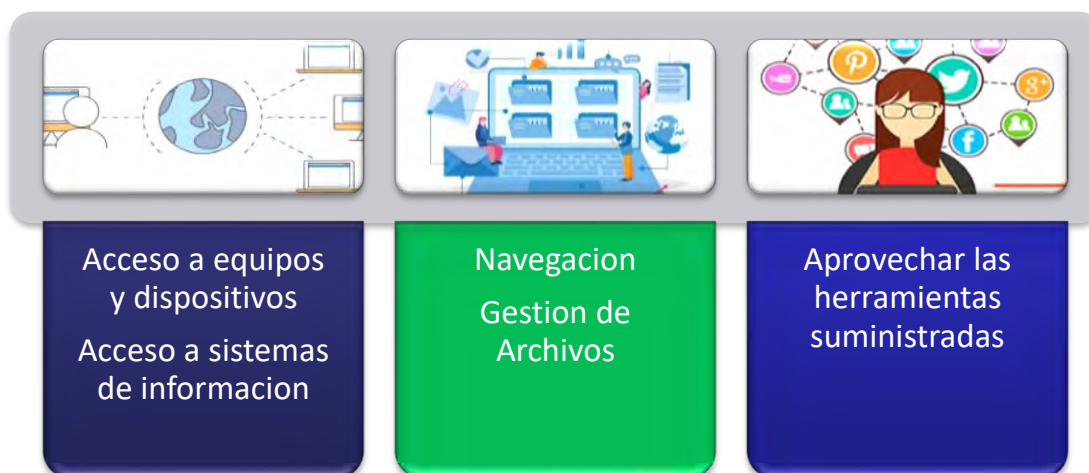 Acceso a equipos
y dispositivos
Acceso a sistemas
de informacion
Navegacion
Gestion de
Archivos
Aprovechar las
herramientas
suministradas